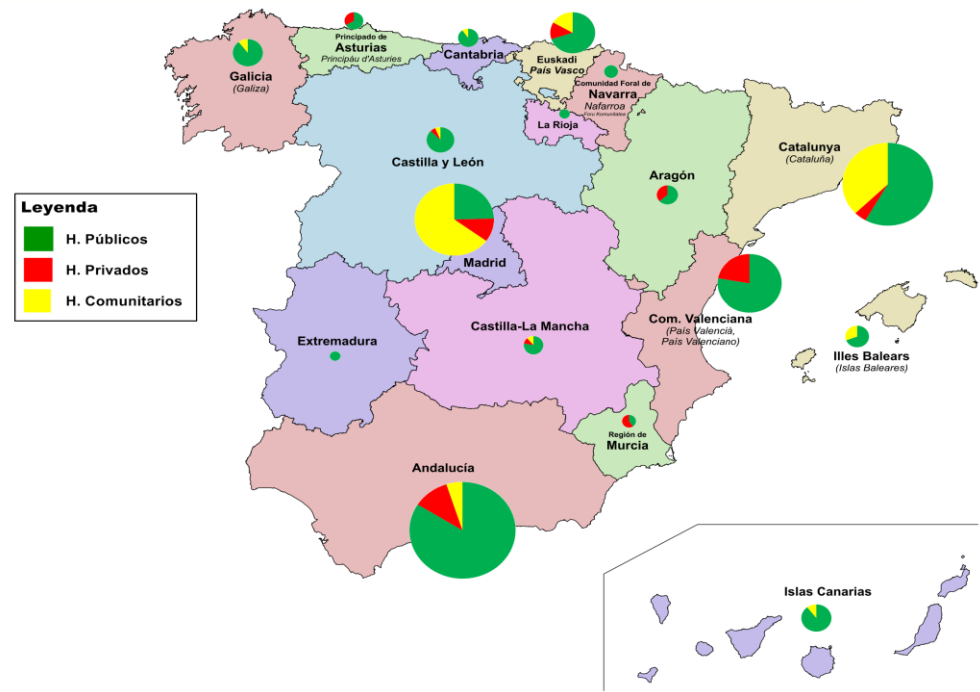 Principado de
Asturias
Principáu d'Asturies
Cantabria
Euskadi
País Vasco
Galicia
(Galiza)
Comunidad Foral de
Navarra
Nafarroa
Foru Komunitatea
La Rioja
Catalunya
(Cataluña)
Castilla y León
Aragón
Leyenda
H. Públicos
H. Privados
H. Comunitarios
Madrid
Com. Valenciana
(País Valencià,
País Valenciano)
Castilla-La Mancha
Extremadura
Illes Balears
(Islas Baleares)
Región de
Murcia
Andalucía
Islas Canarias